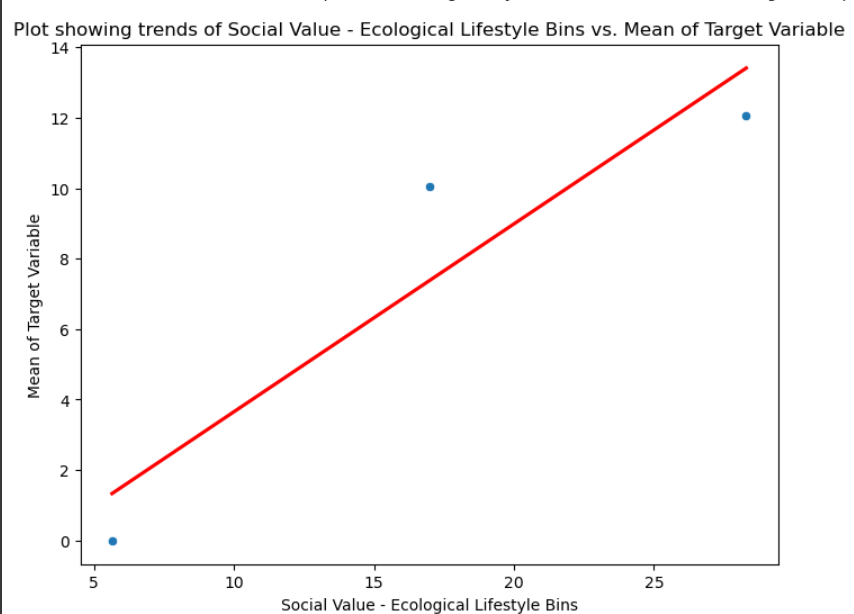 Plot showing trends of Social Value - Ecological Lifestyle Bins vs. Mean of Target Variable
14
12
10
8
6
4
2
0
Mean of Target Variable
5 10 15 20 25
Social Value - Ecological Lifestyle Bins